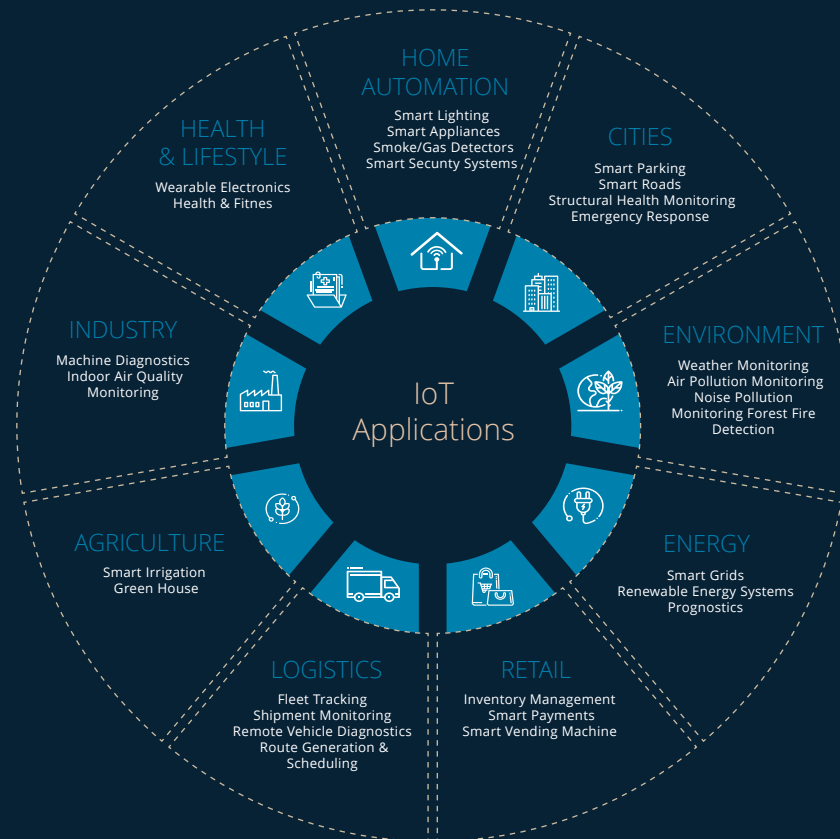 IoT
Applications
HOME
AUTOMATION
Smart Lighting
Smart Appliances
Smoke/Gas Detectors
Smart Secunty Systems
CITIES
Smart Parking
Smart Roads
Structural Health Monitoring
Emergency Response
ENVIRONMENT
Weather Monitoring
Air Pollution Monitoring
Noise Pollution
Monitoring Forest Fire
Detection
ENERGY
Smart Grids
Renewable Energy Systems
Prognostics
RETAIL
Inventory Management
Smart Payments
Smart Vending Machine
LOGISTICS
Fleet Tracking
Shipment Monitoring
Remote Vehicle Diagnostics
Route Generation &
Scheduling
AGRICULTURE
Smart Irrigation
Green House
INDUSTRY
Machine Diagnostics
Indoor Air Quality
Monitoring
HEALTH
& LIFESTYLE
Wearable Electronics
Health & Fitnes